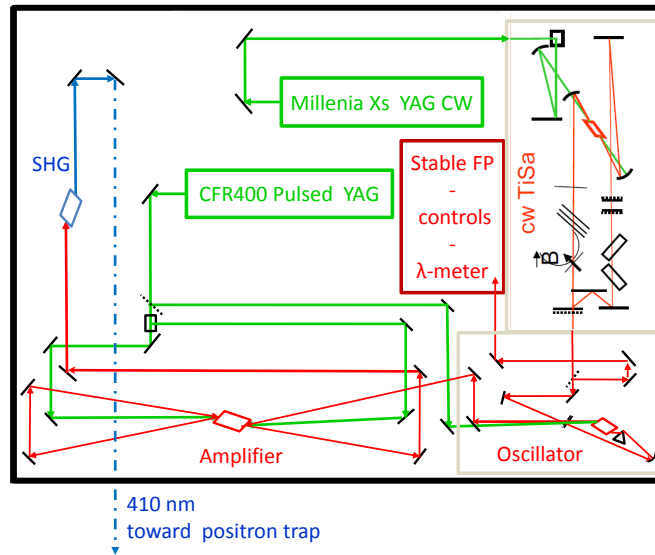 Millenia Xs YAG CW
SHG
Stable FP
-
controls
-
λ-meter
cw TiSa
CFR400 Pulsed YAG
B
Amplifier
Oscillator
410 nm
toward positron trap